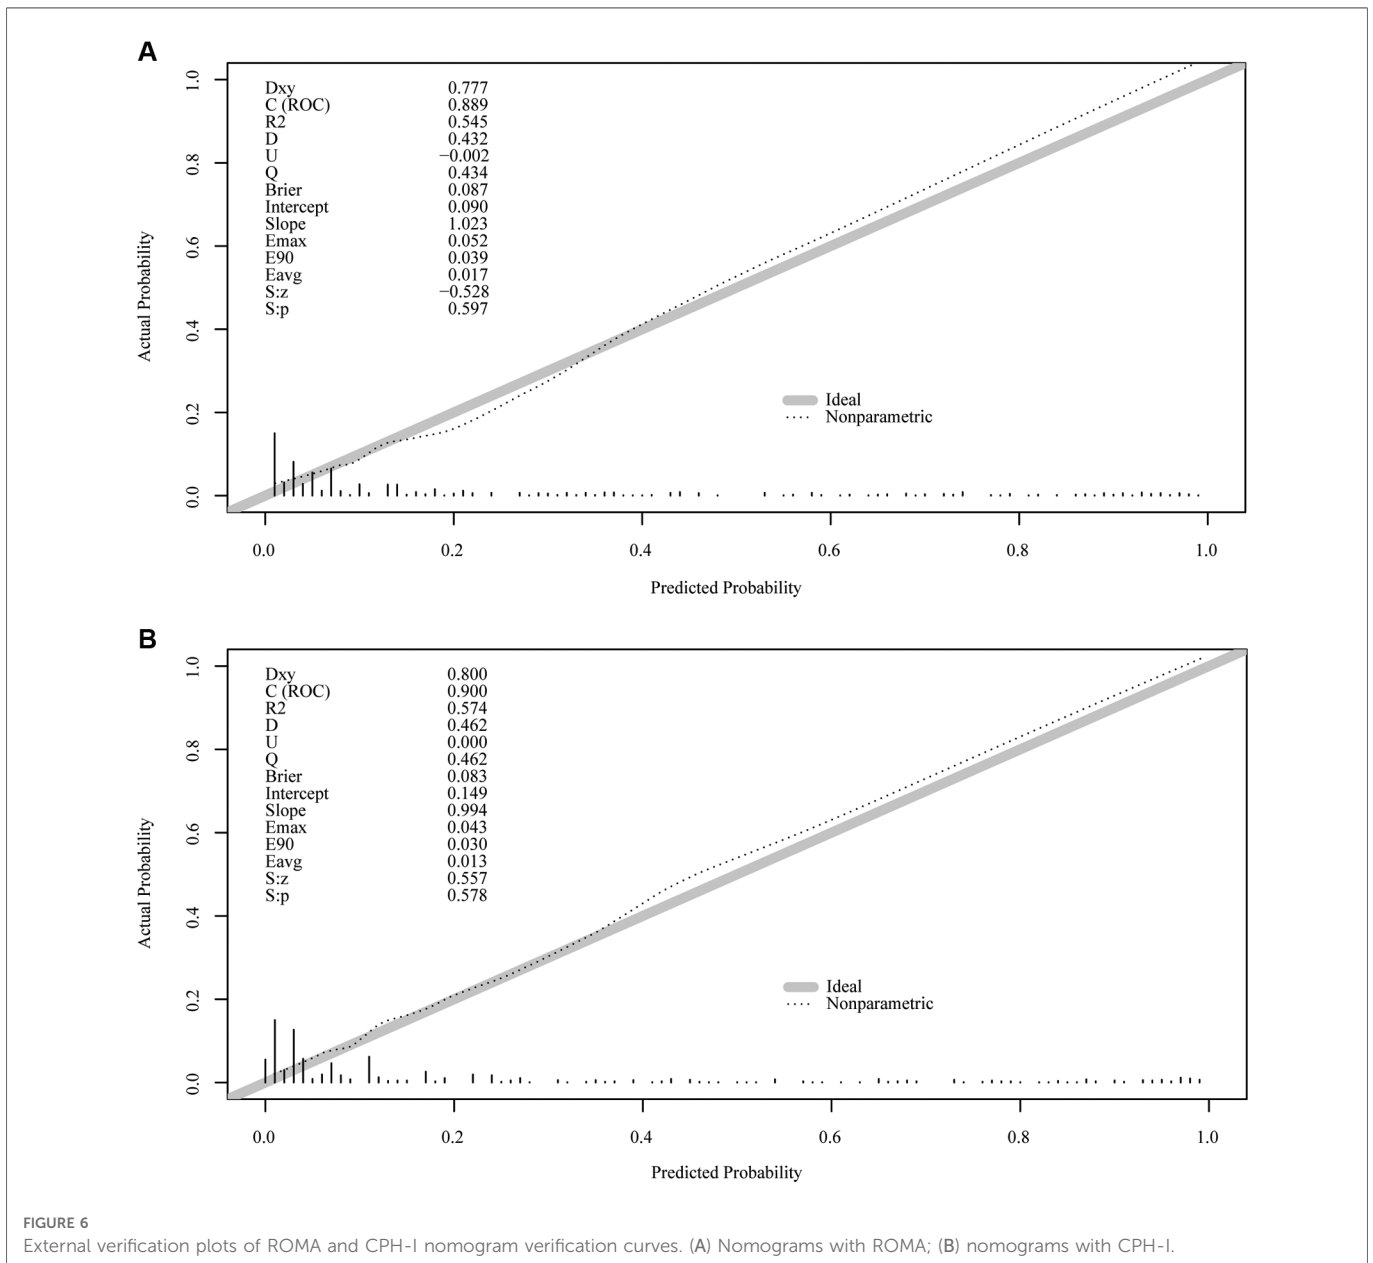 A
Dxy 0.777
C (ROC) 0.889
R2 0.545
D 0.432
U −0.002
Q 0.434
Brier 0.087
Intercept 0.090
Slope 1.023
Emax 0.052
E90 0.039
Eavg 0.017
S:z −0.528
S:p 0.597
1.0
0.8
0.6
0.4
0.2
0.0
Actual Probability
Ideal
Nonparametric
0.0 0.2 0.4 0.6 0.8 1.0
Predicted Probability
B
Dxy 0.800
C (ROC) 0.900
R2 0.574
D 0.462
U 0.000
Q 0.462
Brier 0.083
Intercept 0.149
Slope 0.994
Emax 0.043
E90 0.030
Eavg 0.013
S:z 0.557
S:p 0.578
1.0
0.8
0.6
0.4
0.2
0.0
Actual Probability
Ideal
Nonparametric
0.0 0.2 0.4 0.6 0.8 1.0
Predicted Probability
FIGURE 6
External verification plots of ROMA and CPH-I nomogram verification curves. (A) Nomograms with ROMA; (B) nomograms with CPH-I.